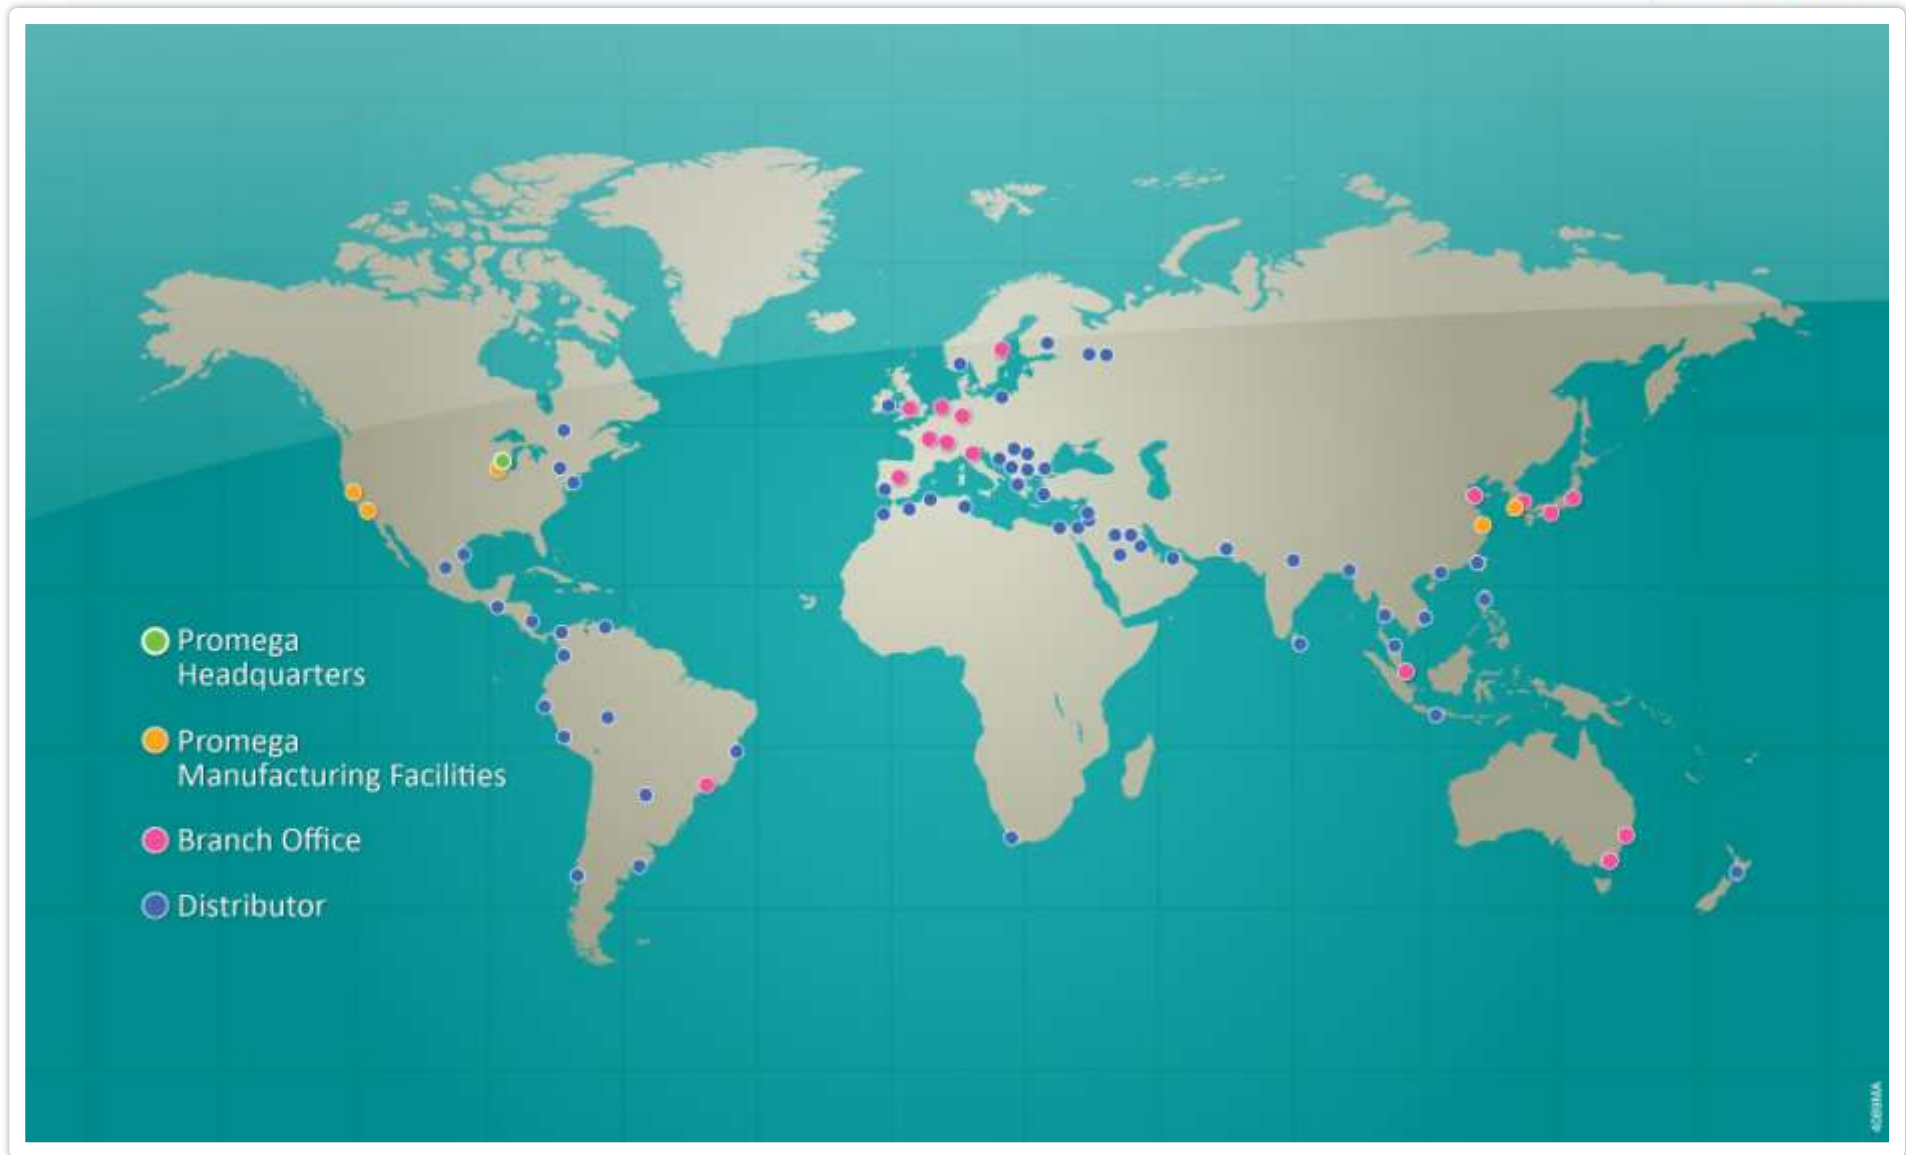 Promega
Headquarters
Promega
Manufacturing Facilities
Branch Office
Distributor